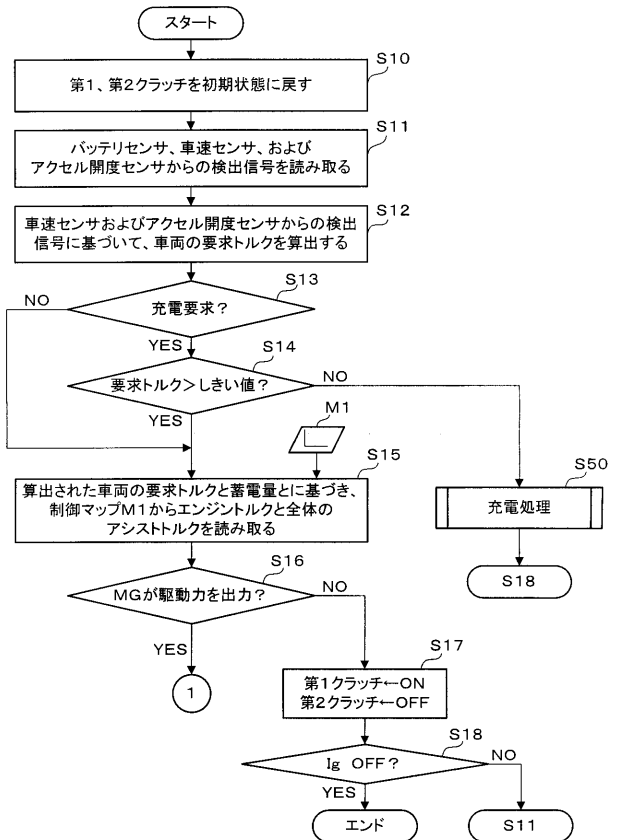 スタート
S10
第1、第2クラッチを初期状態に戻す
S11
バッテリセンサ、車速センサ、および
アクセル開度センサからの検出信号を読み取る
S12
車速センサおよびアクセル開度センサからの検出
信号に基づいて、車両の要求トルクを算出する
S13
充電要求?
NO
YES
S14
要求トルク>しきい値?
NO
YES
M1
S15
算出された車両の要求トルクと蓄電量とに基づき、
制御マップM1からエンジントルクと全体の
アシストトルクを読み取る
S50
充電処理
S18
S16
MGが駆動力を出力?
NO
YES
1
S17
第1クラッチ←ON
第2クラッチ←OFF
S18
Ig OFF?
NO
YES
エンド
S11